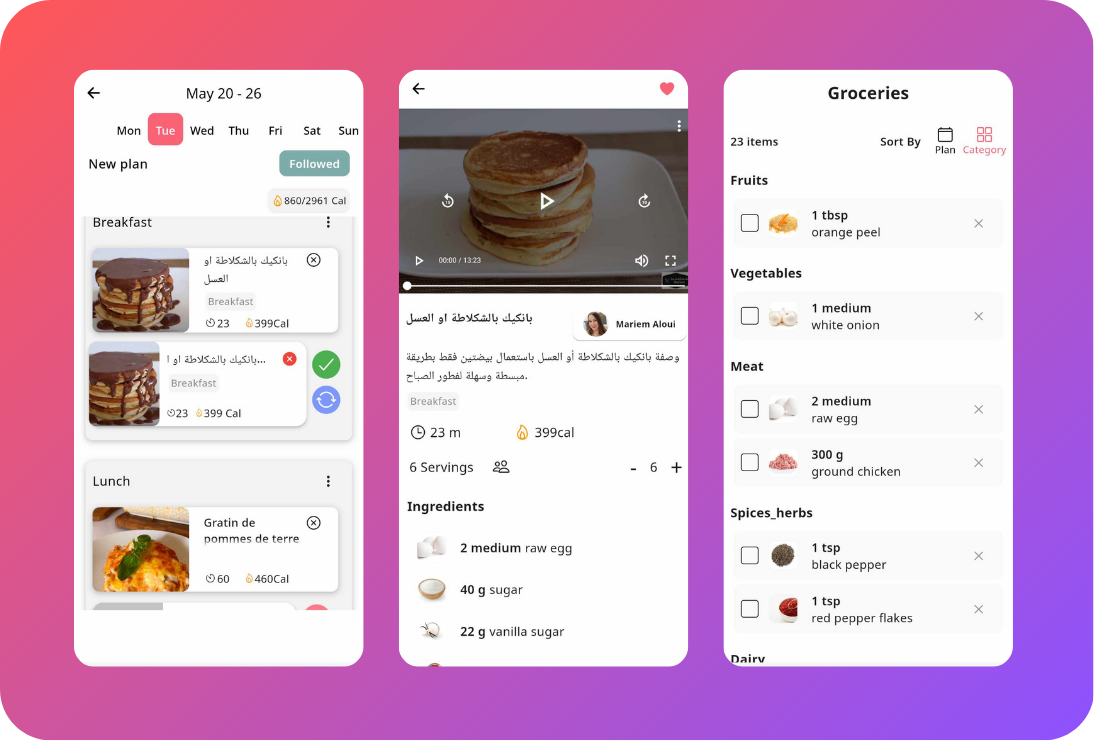 May 20 - 26
Mon Tue Wed Thu Fri Sat Sun
New plan
Followed
860/2961 Cal
Breakfast
بانكيك بالشكلاطة او
العسل
Breakfast
23 399Cal
بانكيك بالشكلاطة او ا...
Breakfast
23 399 Cal
Lunch
Gratin de
pommes de terre
60 460Cal
00:00 / 13:23
بانكيك بالشكلاطة او العسل
Mariem Aloui
وصفة بانكيك بالشكلاطة أو العسل باستعمال بيضتين فقط بطريقة
مبسطة وسهلة لفطور الصباح.
Breakfast
23 m 399cal
6 Servings - 6 +
Ingredients
2 medium raw egg
40 g sugar
22 g vanilla sugar
Groceries
23 items
Sort By
Plan Category
Fruits
1 tbsp
orange peel
Vegetables
1 medium
white onion
Meat
2 medium
raw egg
300 g
ground chicken
Spices_herbs
1 tsp
black pepper
1 tsp
red pepper flakes
Dairy